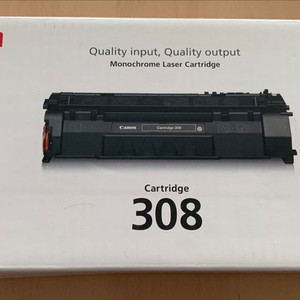 Quality input, Quality output
Monochrome Laser Cartridge
Canon Cartridge 308
Cartridge
308